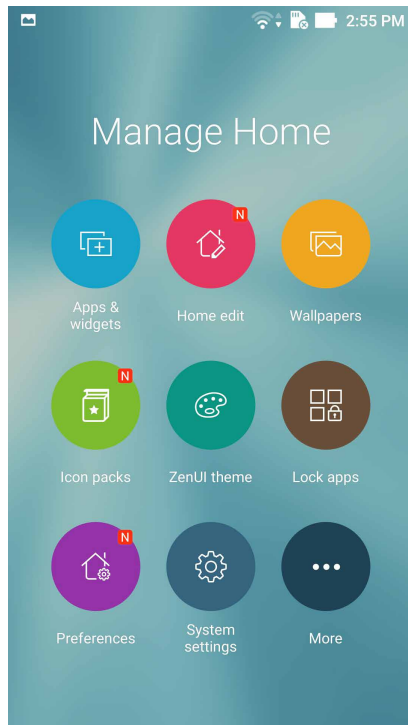 2:55 PM
Manage Home
N
Apps &
widgets
Home edit
Wallpapers
N
Icon packs
ZenUI theme
Lock apps
N
Preferences
System
settings
More